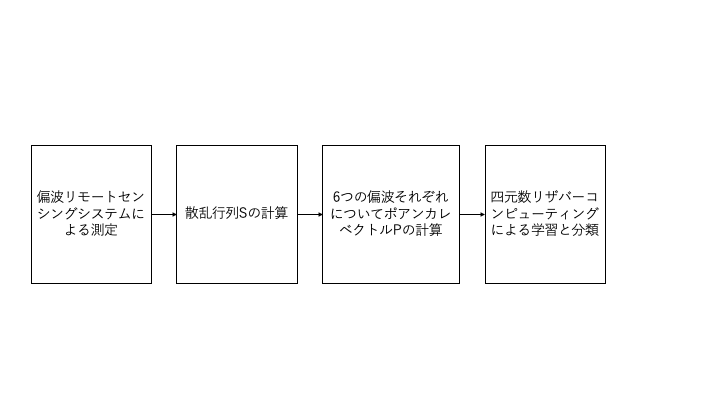 偏波リモートセン
シングシステムに
よる測定
散乱行列Sの計算
6つの偏波それぞれ
についてポアンカレ
ベクトルPの計算
四元数リザバーコ
ンピューティング
による学習と分類